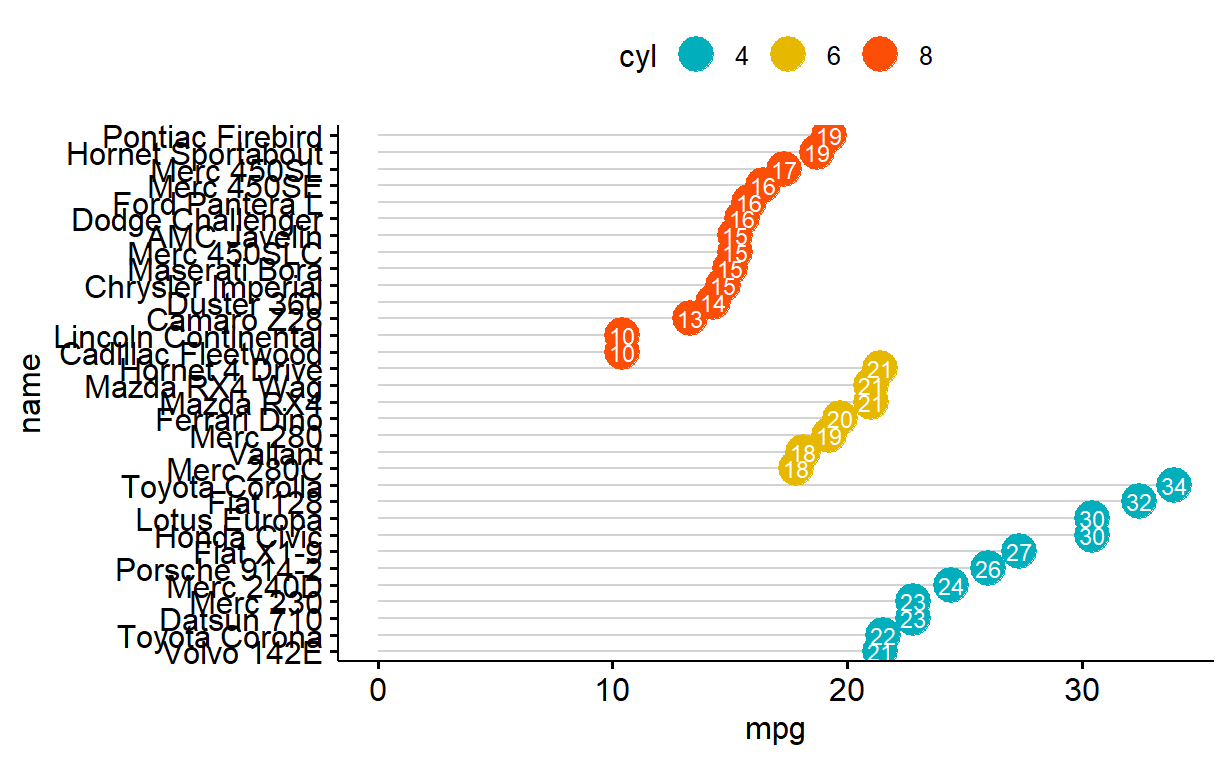 cyl 4 6 8
Pontiac Firebird 19
Hornet Sportabout 19
Merc 450SL 17
Merc 450SE 16
Ford Pantera L 16
Dodge Challenger 16
AMC Javelin 15
Merc 450SLC 15
Maserati Bora 15
Chrysler Imperial 15
Duster 360 14
Camaro Z28 13
Lincoln Continental 10
Cadillac Fleetwood 10
Hornet 4 Drive 21
Mazda RX4 Wag 21
Mazda RX4 21
Ferrari Dino 20
Merc 280 19
Valiant 18
Merc 280C 18
Toyota Corolla 34
Fiat 128 32
Lotus Europa 30
Honda Civic 30
Fiat X1-9 27
Porsche 914-2 26
Merc 240D 24
Merc 230 23
Datsun 710 23
Toyota Corona 22
Volvo 142E 21
name
0 10 20 30
mpg